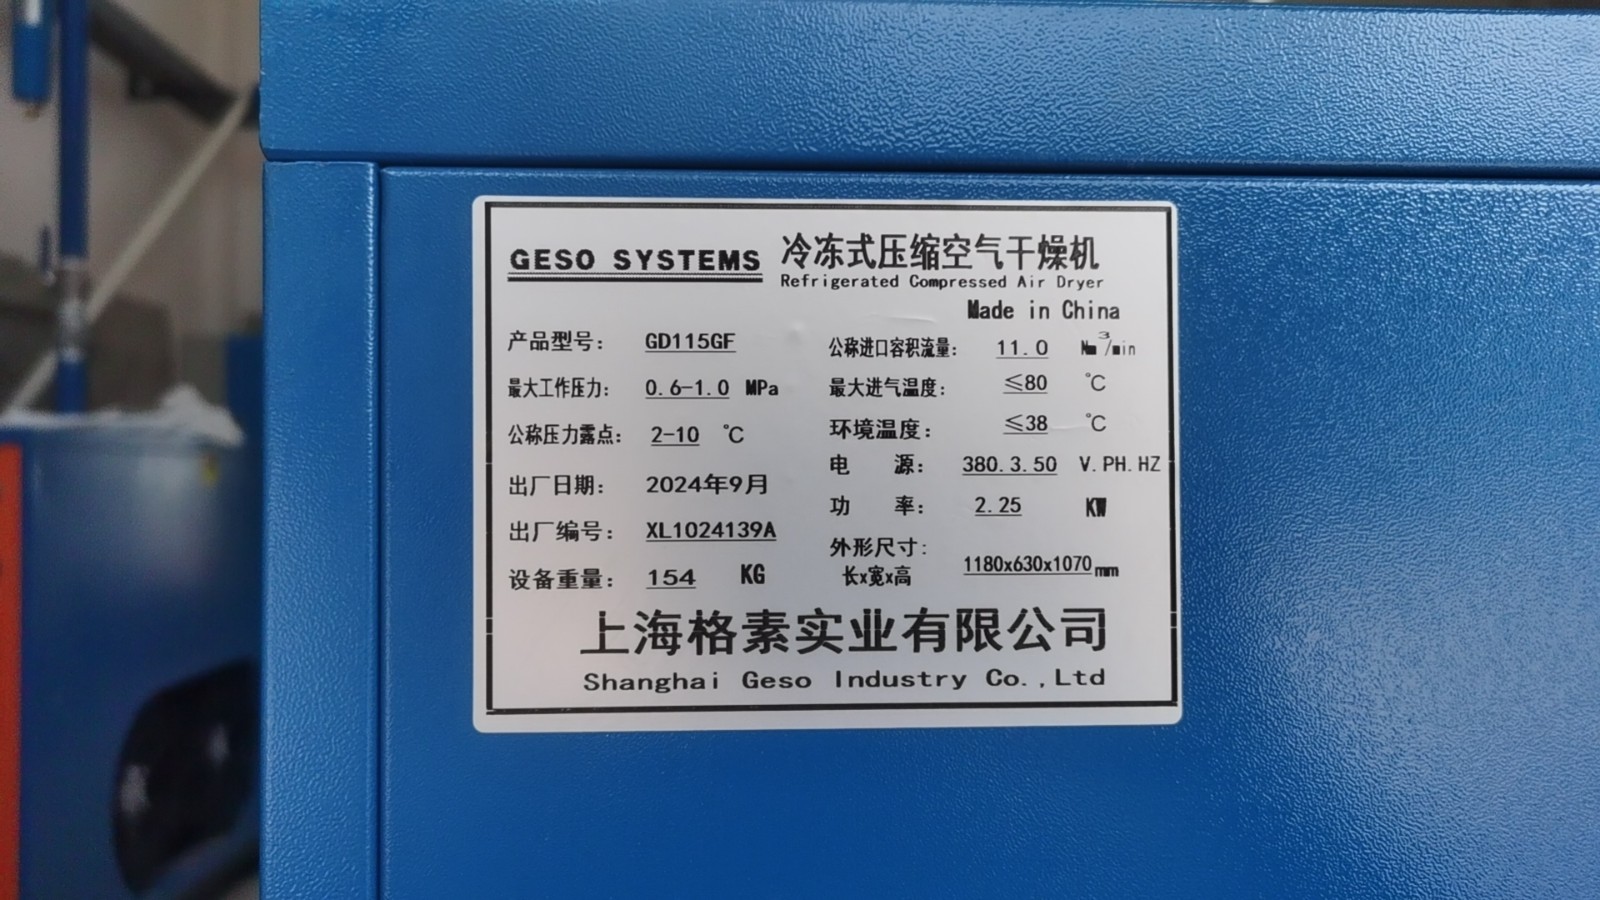 GESO SYSTEMS 冷冻式压缩空气干燥机
Refrigerated Compressed Air Dryer
Made in China
产品型号: GD115GF
公称进口容积流量: 11.0 Nm³/min
最大工作压力: 0.6-1.0 MPa
最大进气温度: ≤80 ℃
公称压力露点: 2-10 ℃
环境温度: ≤38 ℃
电 源: 380.3.50 V.PH.HZ
出厂日期: 2024年9月
功 率: 2.25 KW
出厂编号: XL1024139A
外形尺寸:
长x宽x高 1180x630x1070mm
设备重量: 154 KG
上海格素实业有限公司
Shanghai Geso Industry Co.,Ltd